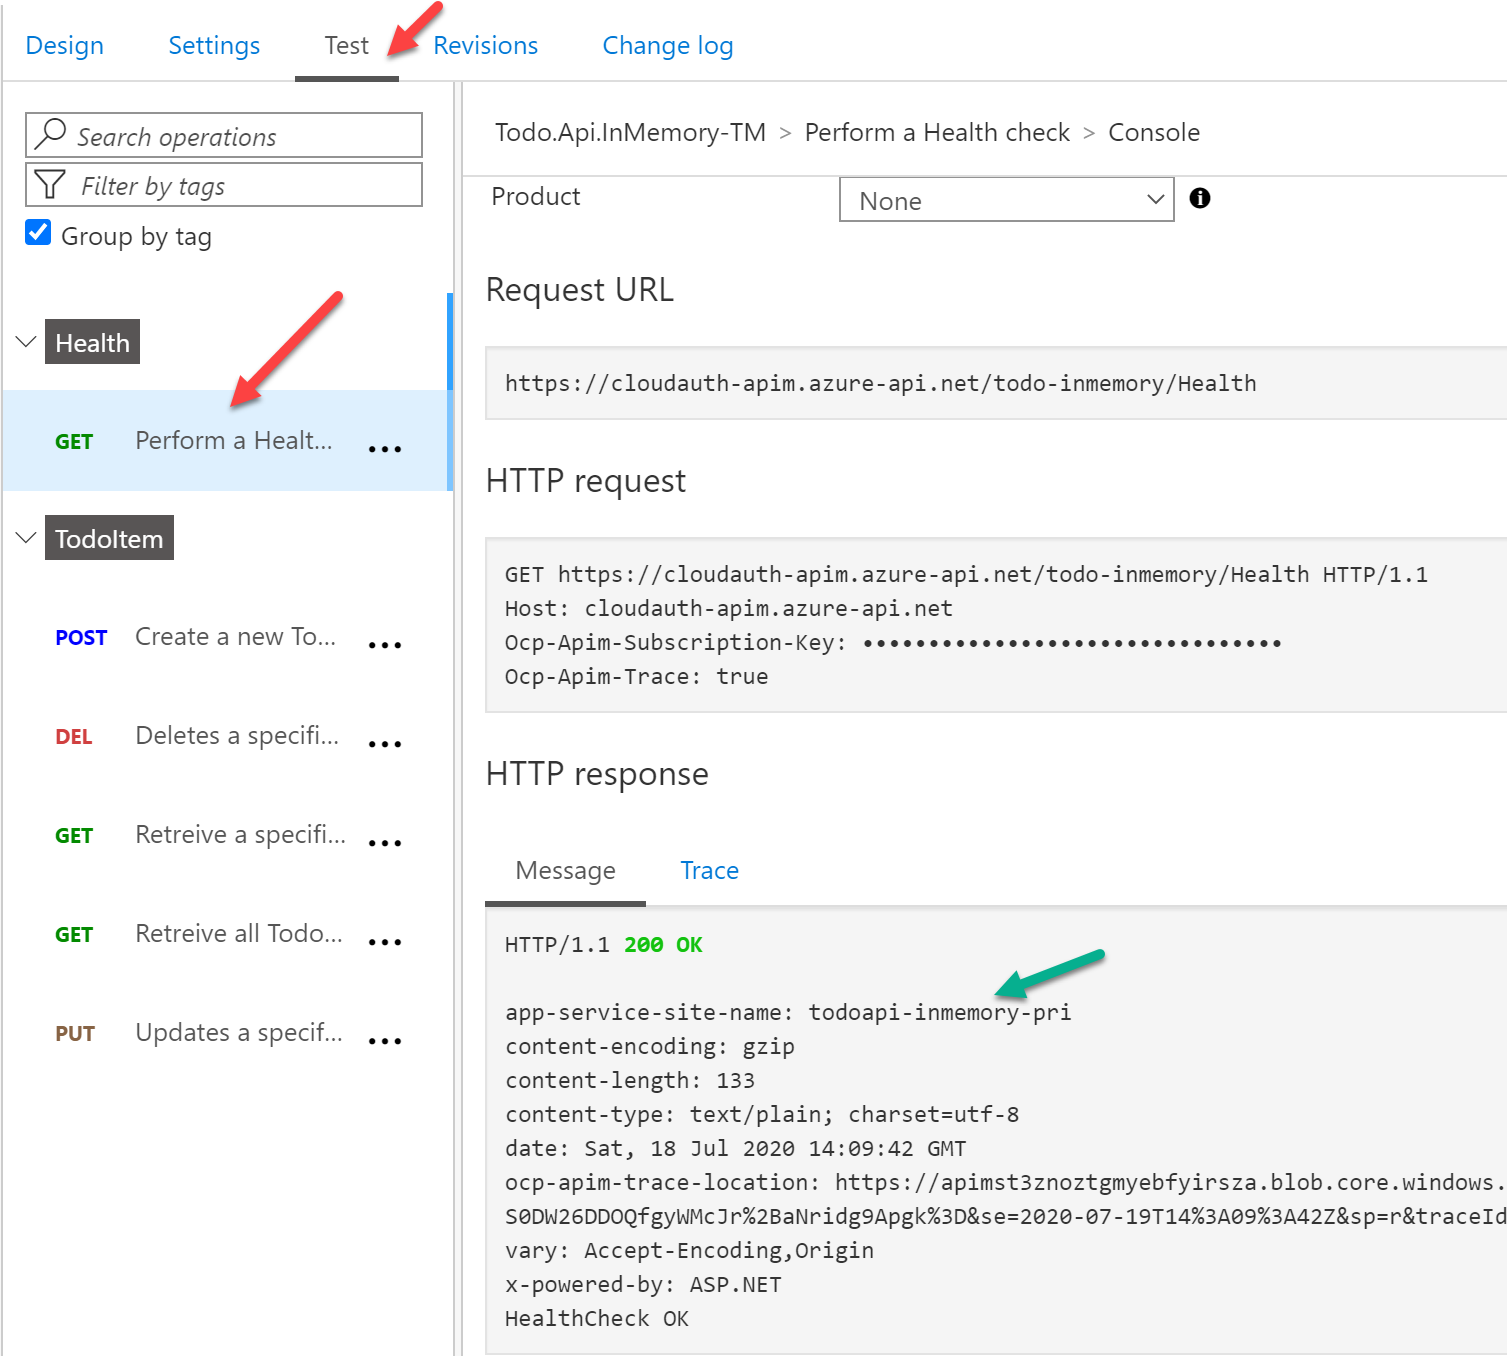 Design Settings Test Revisions Change log
Search operations
Filter by tags
Group by tag
Health
GET Perform a Healt... ...
TodoItem
POST Create a new To... ...
DEL Deletes a specifi... ...
GET Retreive a specifi... ...
GET Retreive all Todo... ...
PUT Updates a specif... ...
Todo.Api.InMemory-TM > Perform a Health check > Console
Product None
Request URL
https://cloudauth-apim.azure-api.net/todo-inmemory/Health
HTTP request
GET https://cloudauth-apim.azure-api.net/todo-inmemory/Health HTTP/1.1
Host: cloudauth-apim.azure-api.net
Ocp-Apim-Subscription-Key: ••••••••••••••••••••••••••••••••
Ocp-Apim-Trace: true
HTTP response
Message Trace
HTTP/1.1 200 OK
app-service-site-name: todoapi-inmemory-pri
content-encoding: gzip
content-length: 133
content-type: text/plain; charset=utf-8
date: Sat, 18 Jul 2020 14:09:42 GMT
ocp-apim-trace-location: https://apimst3znoztgmyebfyirsza.blob.core.windows.
S0DW26DDOQfgyWMcJr%2BaNridg9Apgk%3D&se=2020-07-19T14%3A09%3A42Z&sp=r&traceId
vary: Accept-Encoding,Origin
x-powered-by: ASP.NET
HealthCheck OK